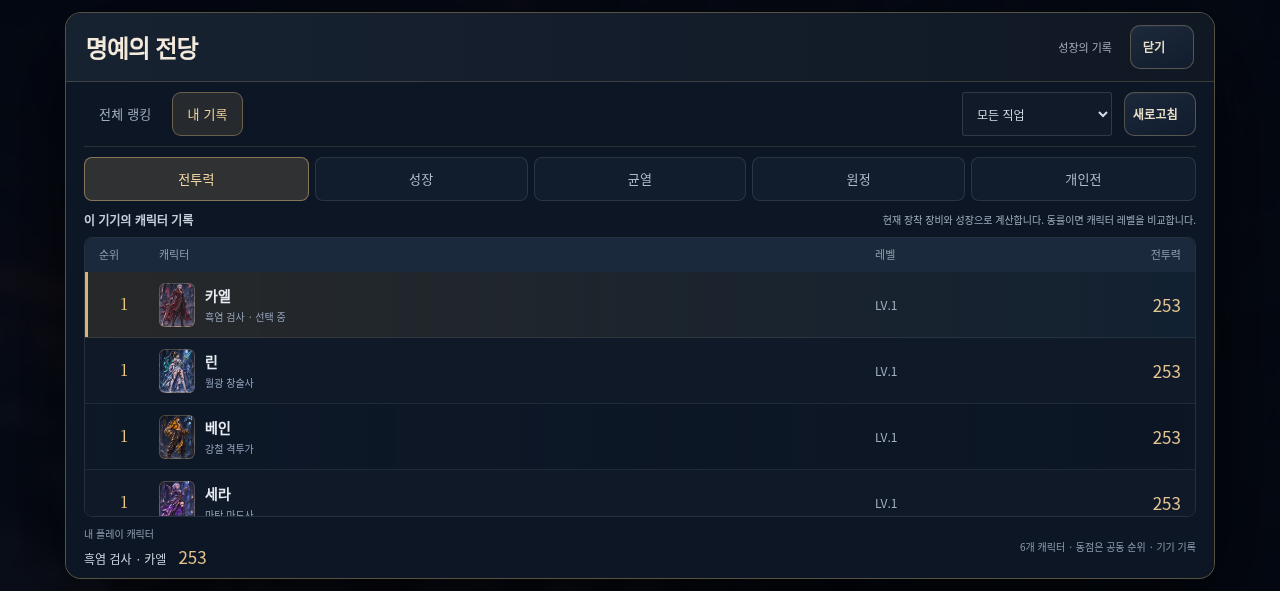 명예의 전당
성장의 기록
닫기
전체 랭킹
내 기록
모든 직업
새로고침
전투력
성장
균열
원정
개인전
이 기기의 캐릭터 기록
현재 장착 장비와 성장으로 계산합니다. 동률이면 캐릭터 레벨을 비교합니다.
순위 캐릭터 레벨 전투력
1 카엘 LV.1 253
흑염 검사 · 선택 중
1 린 LV.1 253
월광 창술사
1 베인 LV.1 253
강철 격투가
1 세라 LV.1 253
내 플레이 캐릭터
흑염 검사 · 카엘 253
6개 캐릭터 · 동점은 공동 순위 · 기기 기록